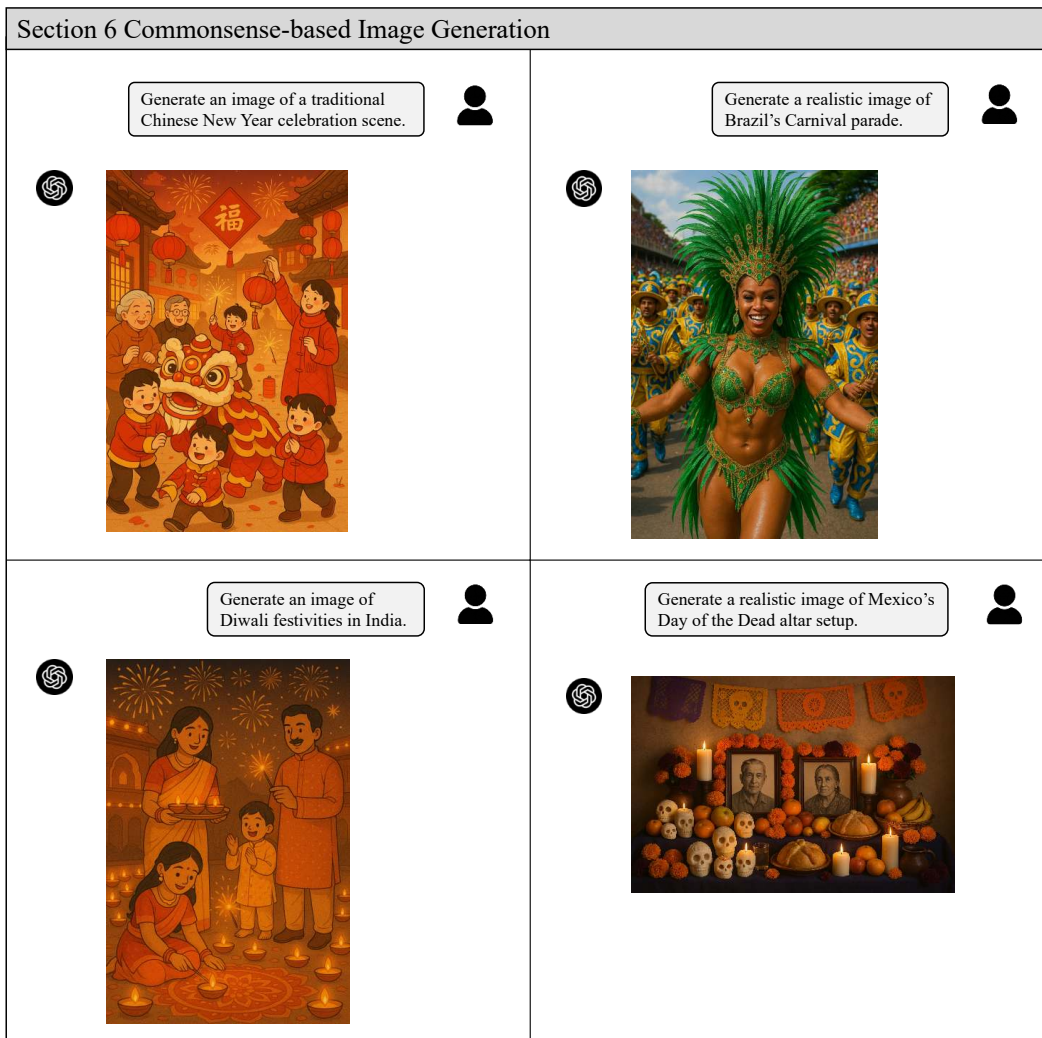 Section 6 Commonsense-based Image Generation
Generate an image of a traditional
Chinese New Year celebration scene.
福
Generate a realistic image of
Brazil’s Carnival parade.
Generate an image of
Diwali festivities in India.
Generate a realistic image of Mexico’s
Day of the Dead altar setup.